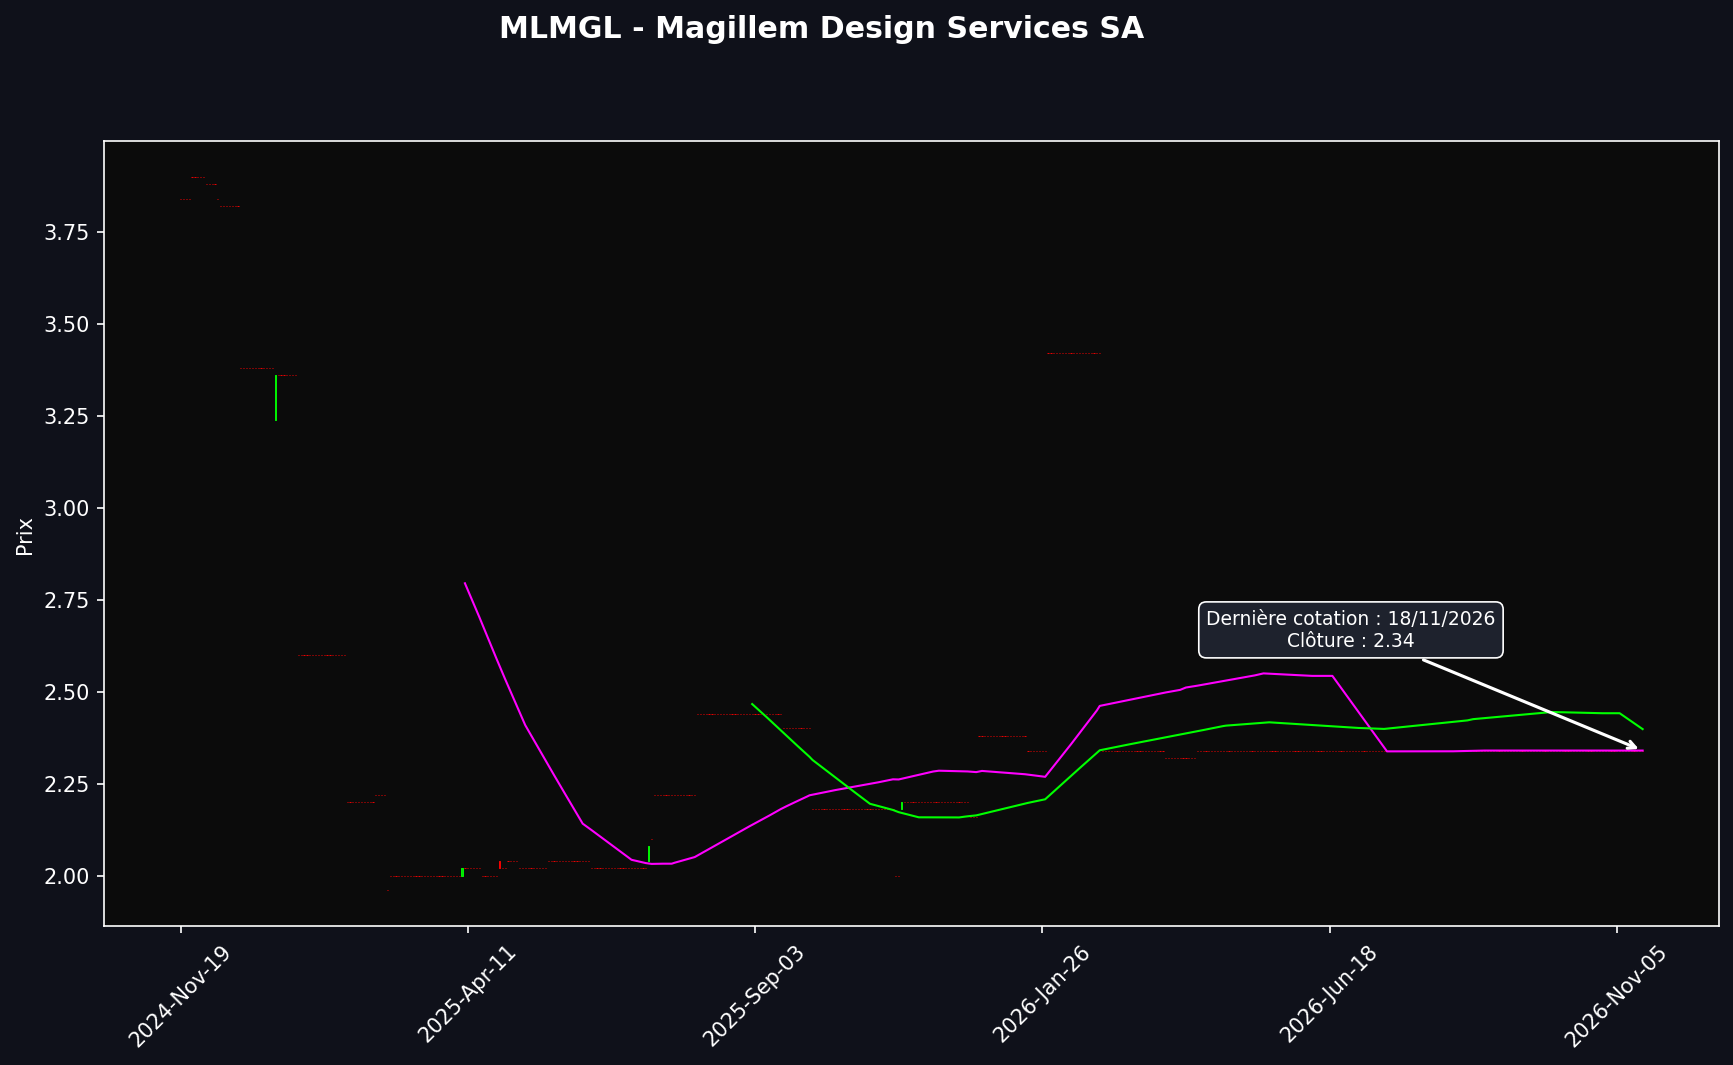 MLMGL - Magillem Design Services SA
Prix
3.75
3.50
3.25
3.00
2.75
2.50
2.25
2.00
Dernière cotation : 18/11/2026
Clôture : 2.34
2024-Nov-19
2025-Apr-11
2025-Sep-03
2026-Jan-26
2026-Jun-18
2026-Nov-05